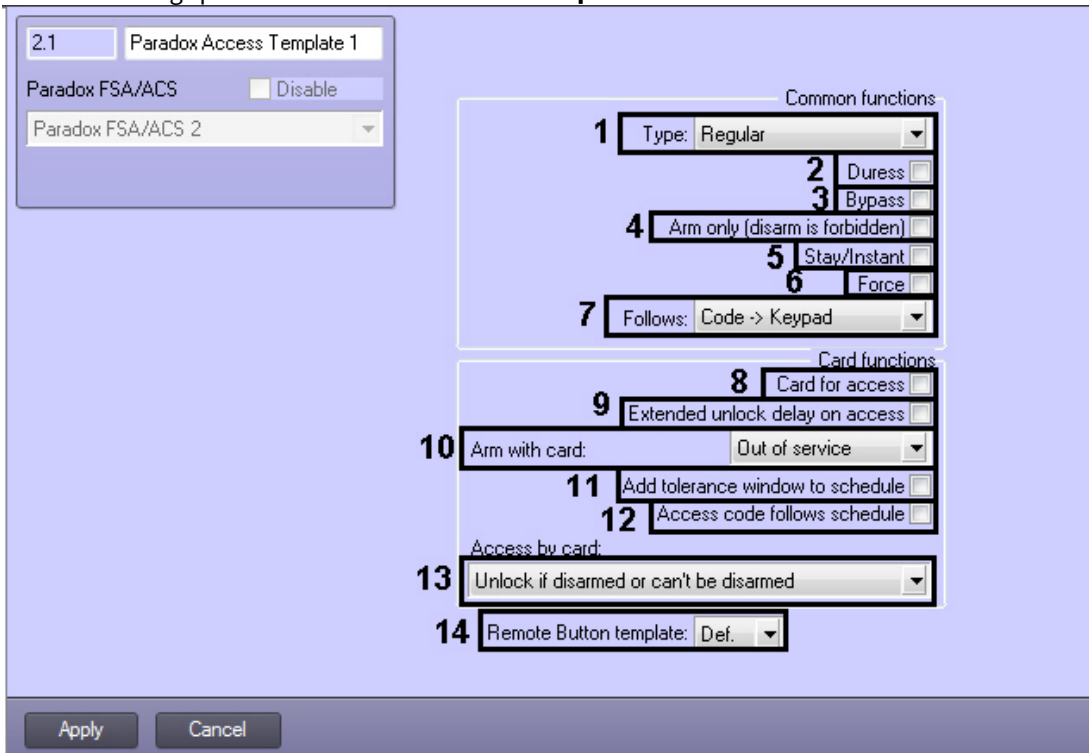 2.1 Paradox Access Template 1
Paradox FSA/ACS Disable
Paradox FSA/ACS 2
Common functions
1 Type: Regular
2 Duress
3 Bypass
4 Arm only (disarm is forbidden)
5 Stay/Instant
6 Force
7 Follows: Code -> Keypad
Card functions
8 Card for access
9 Extended unlock delay on access
10 Arm with card: Out of service
11 Add tolerance window to schedule
12 Access code follows schedule
Access by card:
13 Unlock if disarmed or can't be disarmed
14 Remote Button template: Def.
Apply Cancel